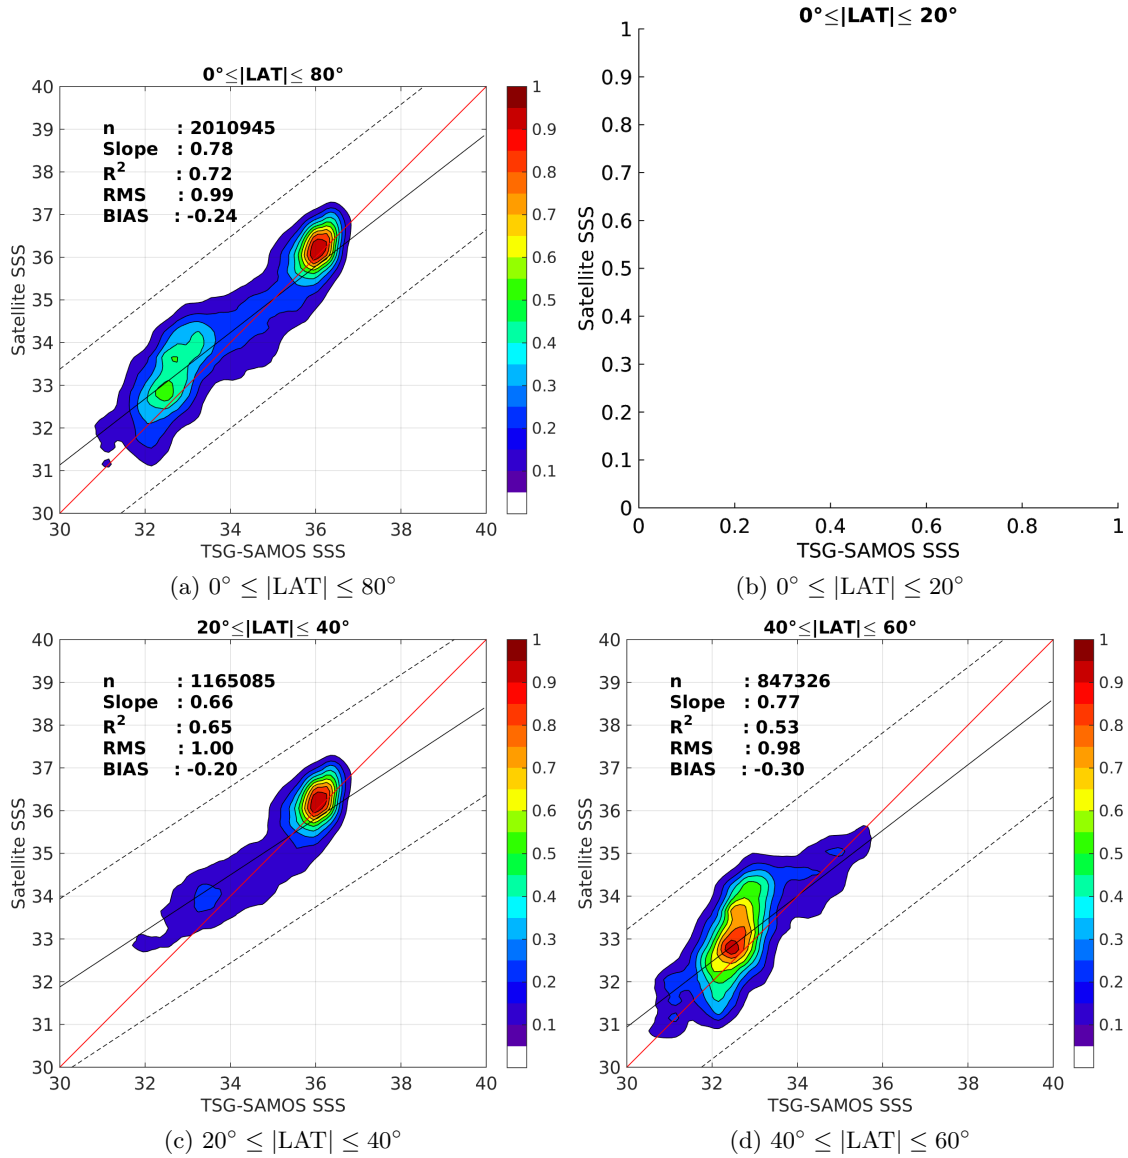 0°≤|LAT|≤ 80°
n : 2010945
Slope : 0.78
R² : 0.72
RMS : 0.99
BIAS : -0.24
40
39
38
37
36
35
34
33
32
31
30
30 32 34 36 38 40
Satellite SSS
TSG-SAMOS SSS
1
0.9
0.8
0.7
0.6
0.5
0.4
0.3
0.2
0.1
(a) 0° ≤ |LAT| ≤ 80°
0°≤|LAT|≤ 20°
1
0.9
0.8
0.7
0.6
0.5
0.4
0.3
0.2
0.1
0
0 0.2 0.4 0.6 0.8 1
Satellite SSS
TSG-SAMOS SSS
(b) 0° ≤ |LAT| ≤ 20°
20°≤|LAT|≤ 40°
n : 1165085
Slope : 0.66
R² : 0.65
RMS : 1.00
BIAS : -0.20
40
39
38
37
36
35
34
33
32
31
30
30 32 34 36 38 40
Satellite SSS
TSG-SAMOS SSS
1
0.9
0.8
0.7
0.6
0.5
0.4
0.3
0.2
0.1
(c) 20° ≤ |LAT| ≤ 40°
40°≤|LAT|≤ 60°
n : 847326
Slope : 0.77
R² : 0.53
RMS : 0.98
BIAS : -0.30
40
39
38
37
36
35
34
33
32
31
30
30 32 34 36 38 40
Satellite SSS
TSG-SAMOS SSS
1
0.9
0.8
0.7
0.6
0.5
0.4
0.3
0.2
0.1
(d) 40° ≤ |LAT| ≤ 60°